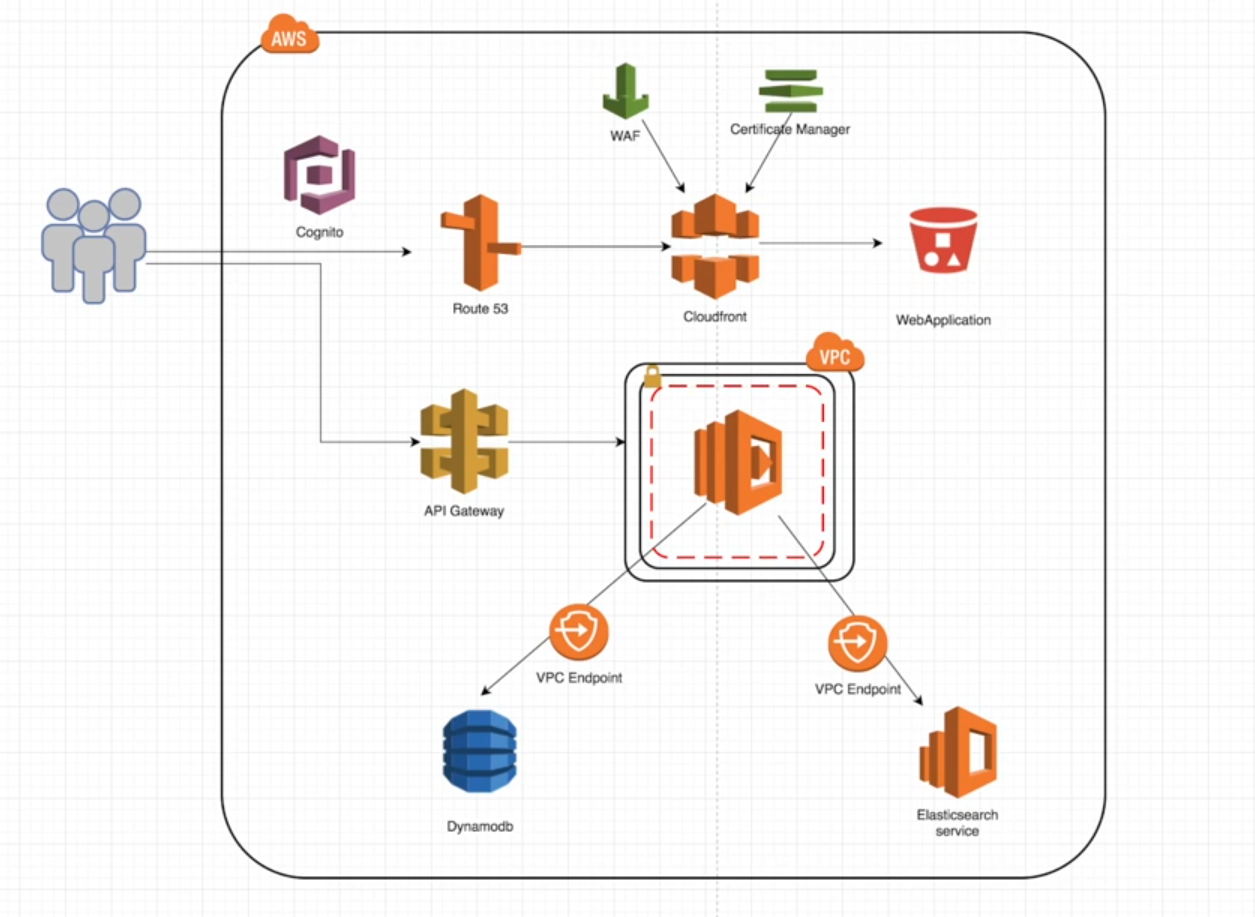 AWS
WAF
Certificate Manager
Cognito
Route 53
Cloudfront
WebApplication
VPC
API Gateway
VPC Endpoint
VPC Endpoint
Dynamodb
Elasticsearch
service